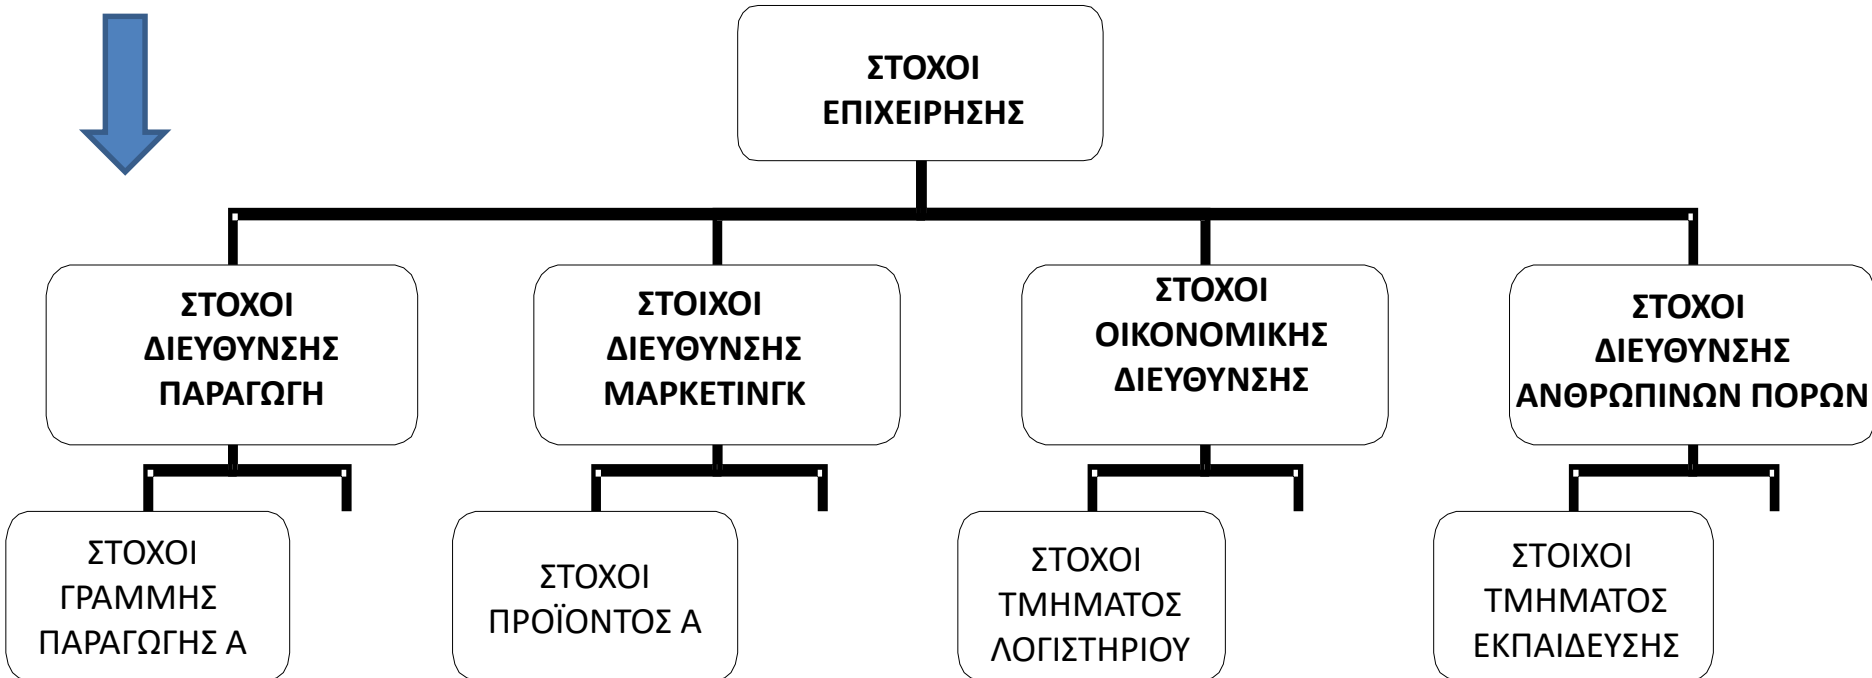 ΣΤΟΧΟΙ
ΕΠΙΧΕΙΡΗΣΗΣ
ΣΤΟΧΟΙ
ΔΙΕΥΘΥΝΣΗΣ
ΠΑΡΑΓΩΓΗ
ΣΤΟΙΧΟΙ
ΔΙΕΥΘΥΝΣΗΣ
ΜΑΡΚΕΤΙΝΓΚ
ΣΤΟΧΟΙ
ΟΙΚΟΝΟΜΙΚΗΣ
ΔΙΕΥΘΥΝΣΗΣ
ΣΤΟΧΟΙ
ΔΙΕΥΘΥΝΣΗΣ
ΑΝΘΡΩΠΙΝΩΝ ΠΟΡΩΝ
ΣΤΟΧΟΙ
ΓΡΑΜΜΗΣ
ΠΑΡΑΓΩΓΗΣ Α
ΣΤΟΧΟΙ
ΠΡΟΪΟΝΤΟΣ Α
ΣΤΟΧΟΙ
ΤΜΗΜΑΤΟΣ
ΛΟΓΙΣΤΗΡΙΟΥ
ΣΤΟΙΧΟΙ
ΤΜΗΜΑΤΟΣ
ΕΚΠΑΙΔΕΥΣΗΣ